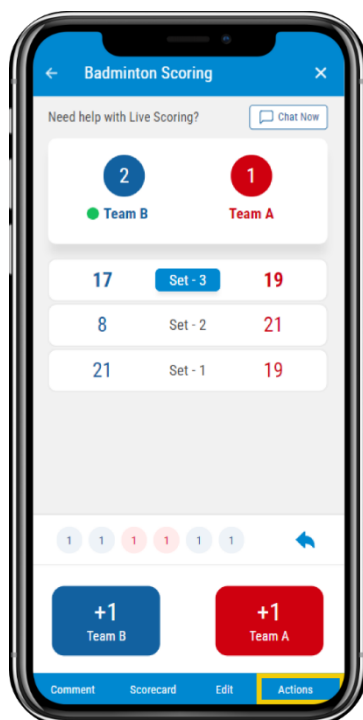 Badminton Scoring
Need help with Live Scoring? Chat Now
2 1
Team B Team A
17 Set - 3 19
8 Set - 2 21
21 Set - 1 19
1 1 1 1 1 1
+1 +1
Team B Team A
Comment Scorecard Edit Actions